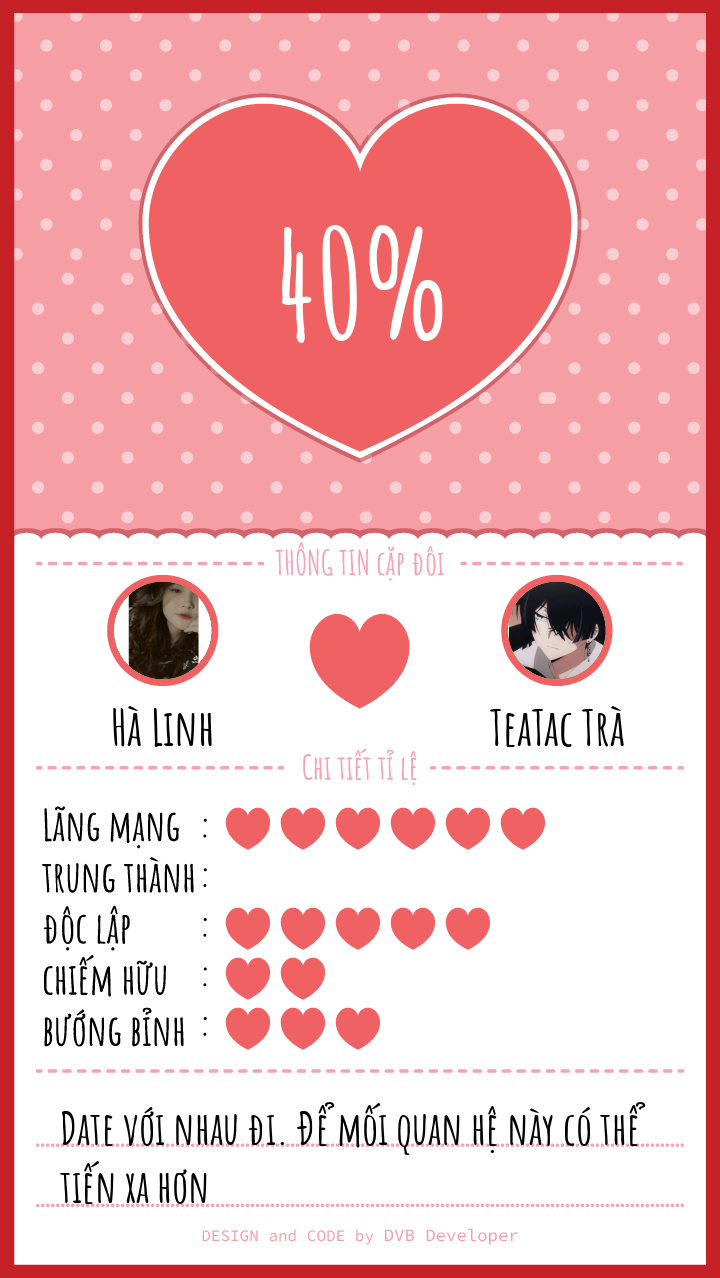 40%
THÔNG TIN CẶP ĐÔI
HÀ LINH
TEATAC TRÀ
CHI TIẾT TỈ LỆ
LÃNG MẠNG :
TRUNG THÀNH :
ĐỘC LẬP :
CHIẾM HỮU :
BƯỚNG BỈNH :
DATE VỚI NHAU ĐI. ĐỂ MỐI QUAN HỆ NÀY CÓ THỂ
TIẾN XA HƠN
DESIGN and CODE by DVB Developer